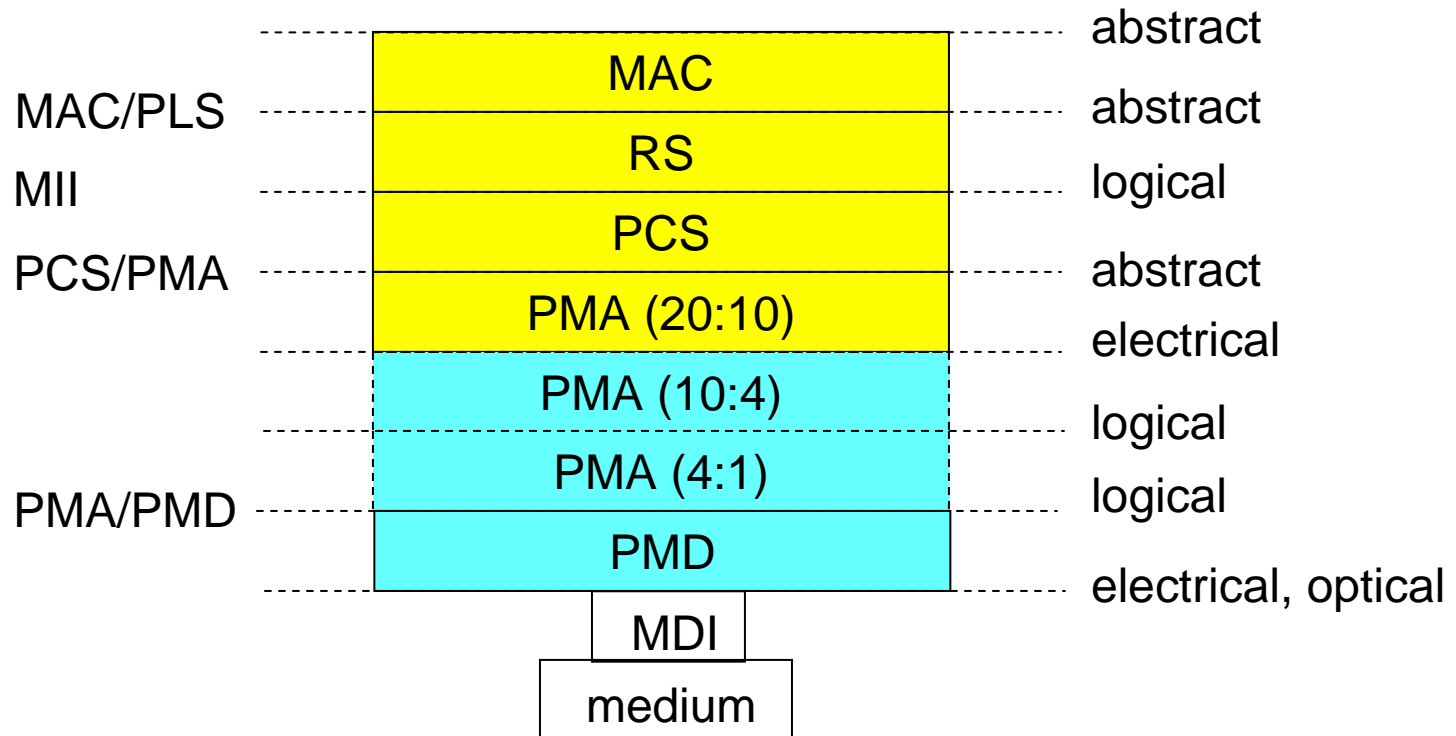 abstract
MAC
MAC/PLS
abstract
RS
MII
logical
PCS
PCS/PMA
abstract
PMA (20:10)
electrical
PMA (10:4)
logical
PMA (4:1)
PMA/PMD
logical
PMD
electrical, optical
MDI
medium